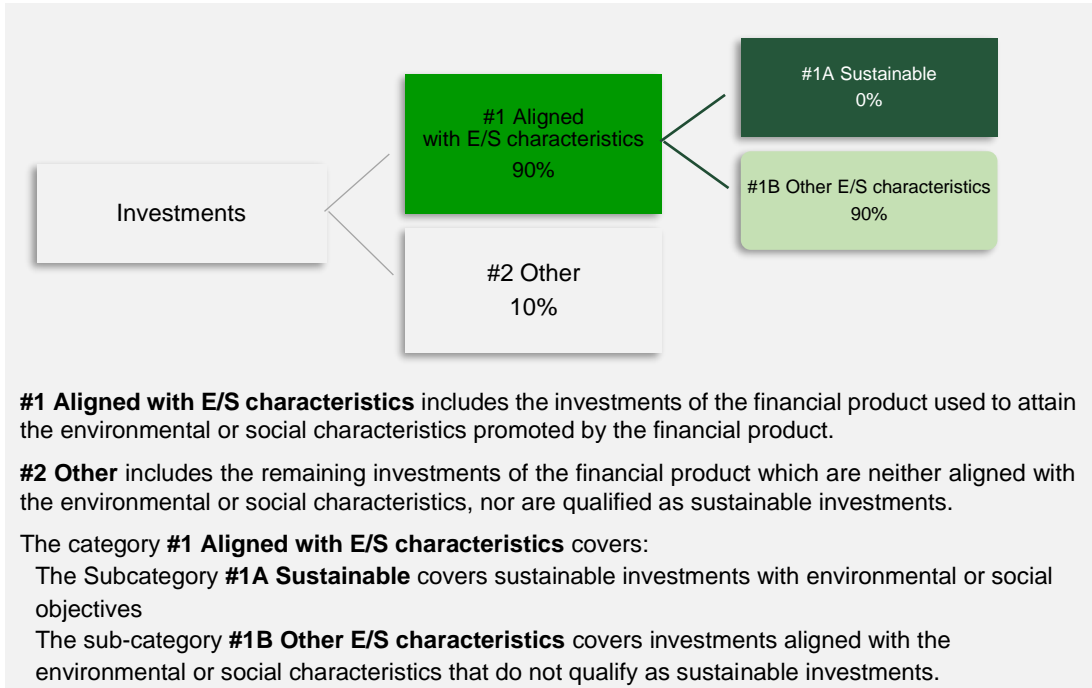 #1A Sustainable
0%
#1 Aligned
with E/S characteristics
90%
#1B Other E/S characteristics
90%
Investments
#2 Other
10%
#1 Aligned with E/S characteristics includes the investments of the financial product used to attain
the environmental or social characteristics promoted by the financial product.
#2 Other includes the remaining investments of the financial product which are neither aligned with
the environmental or social characteristics, nor are qualified as sustainable investments.
The category #1 Aligned with E/S characteristics covers:
The Subcategory #1A Sustainable covers sustainable investments with environmental or social
objectives
The sub-category #1B Other E/S characteristics covers investments aligned with the
environmental or social characteristics that do not qualify as sustainable investments.